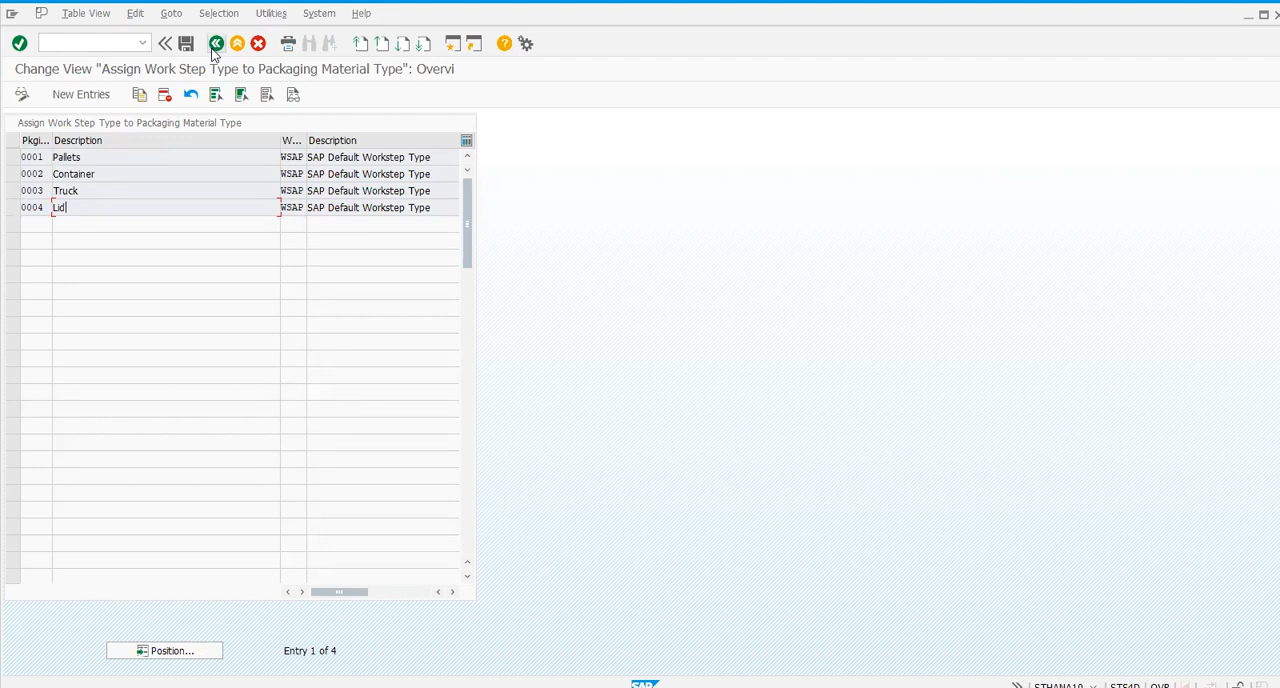 Table View Edit Goto Selection Utilities System Help
Change View "Assign Work Step Type to Packaging Material Type": Overvi
New Entries
Assign Work Step Type to Packaging Material Type
Pkgi... Description W... Description
0001 Pallets WSAP SAP Default Workstep Type
0002 Container WSAP SAP Default Workstep Type
0003 Truck WSAP SAP Default Workstep Type
0004 Lid WSAP SAP Default Workstep Type
Position... Entry 1 of 4
SAP STHANA10 STS4D OVR